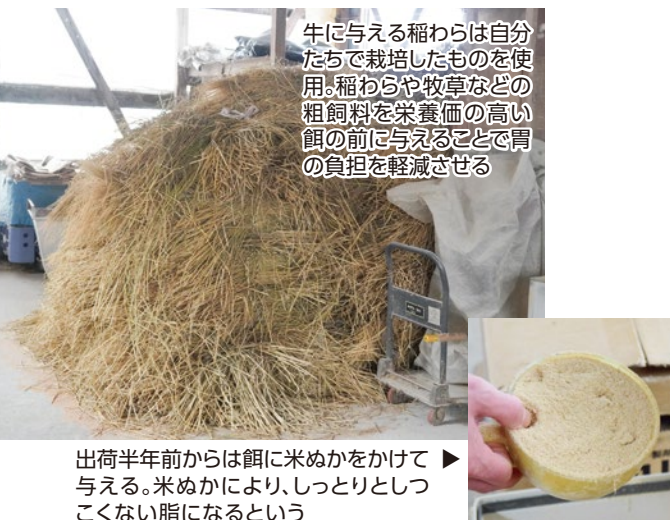 牛に与える稲わらは自分
たちで栽培したものを使
用。稲わらや牧草などの
粗飼料を栄養価の高い
餌の前に与えることで胃
の負担を軽減させる
出荷半年前からは餌に米ぬかをかけて ▶
与える。米ぬかにより、しっとりとしつ
こくない脂になるという